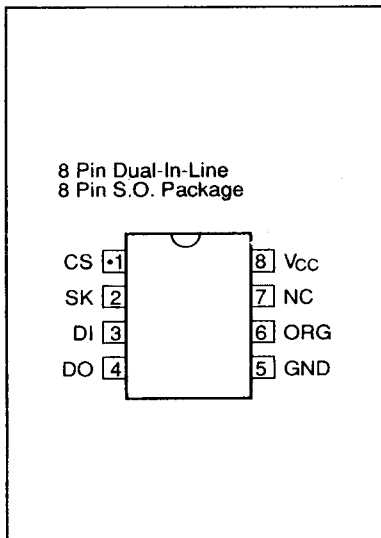 8 Pin Dual-In-Line
8 Pin S.O. Package
CS •1 8 VCC
SK 2 7 NC
DI 3 6 ORG
DO 4 5 GND